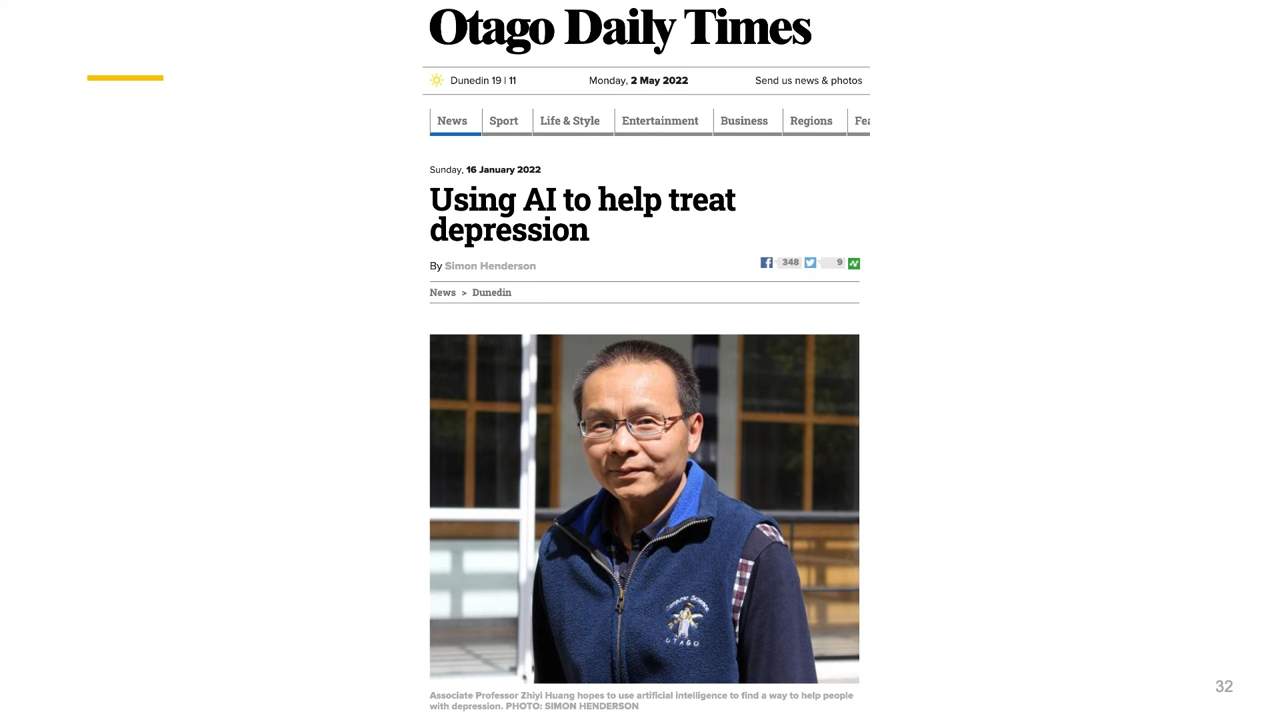 Otago Daily Times
Dunedin 19 | 11 Monday, 2 May 2022 Send us news & photos
News Sport Life & Style Entertainment Business Regions Fea
Sunday, 16 January 2022
Using AI to help treat
depression
By Simon Henderson 348 9
News > Dunedin
Computer Science
OTAGO
Associate Professor Zhiyi Huang hopes to use artificial intelligence to find a way to help people
with depression. PHOTO: SIMON HENDERSON
32